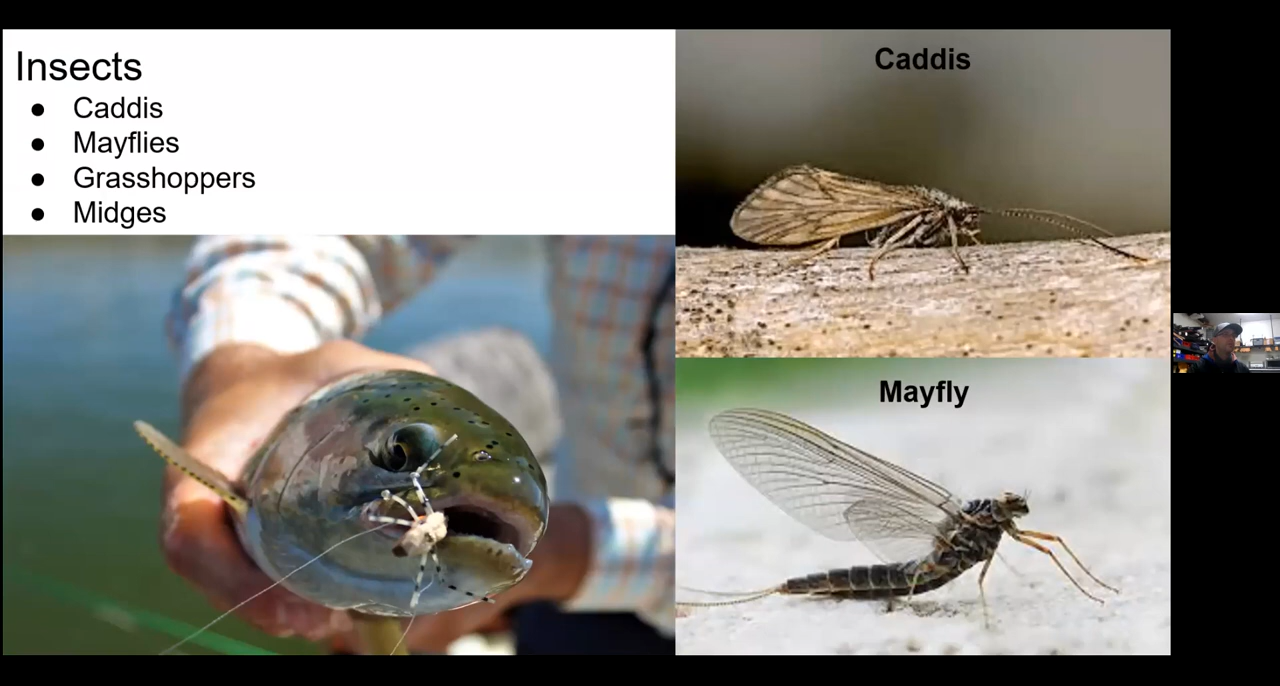 Insects
● Caddis
● Mayflies
● Grasshoppers
● Midges
Caddis
Mayfly